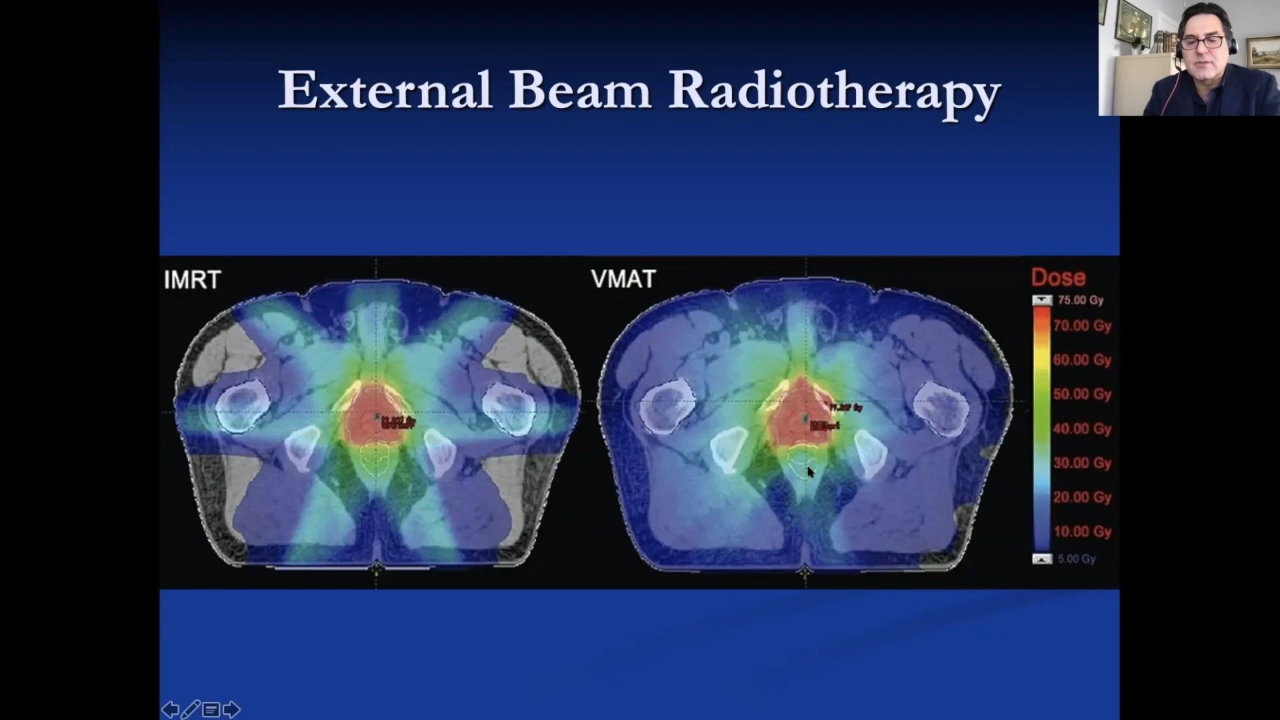 External Beam Radiotherapy
IMRT
VMAT
Dose
75.00 Gy
70.00 Gy
60.00 Gy
50.00 Gy
40.00 Gy
30.00 Gy
20.00 Gy
10.00 Gy
5.00 Gy